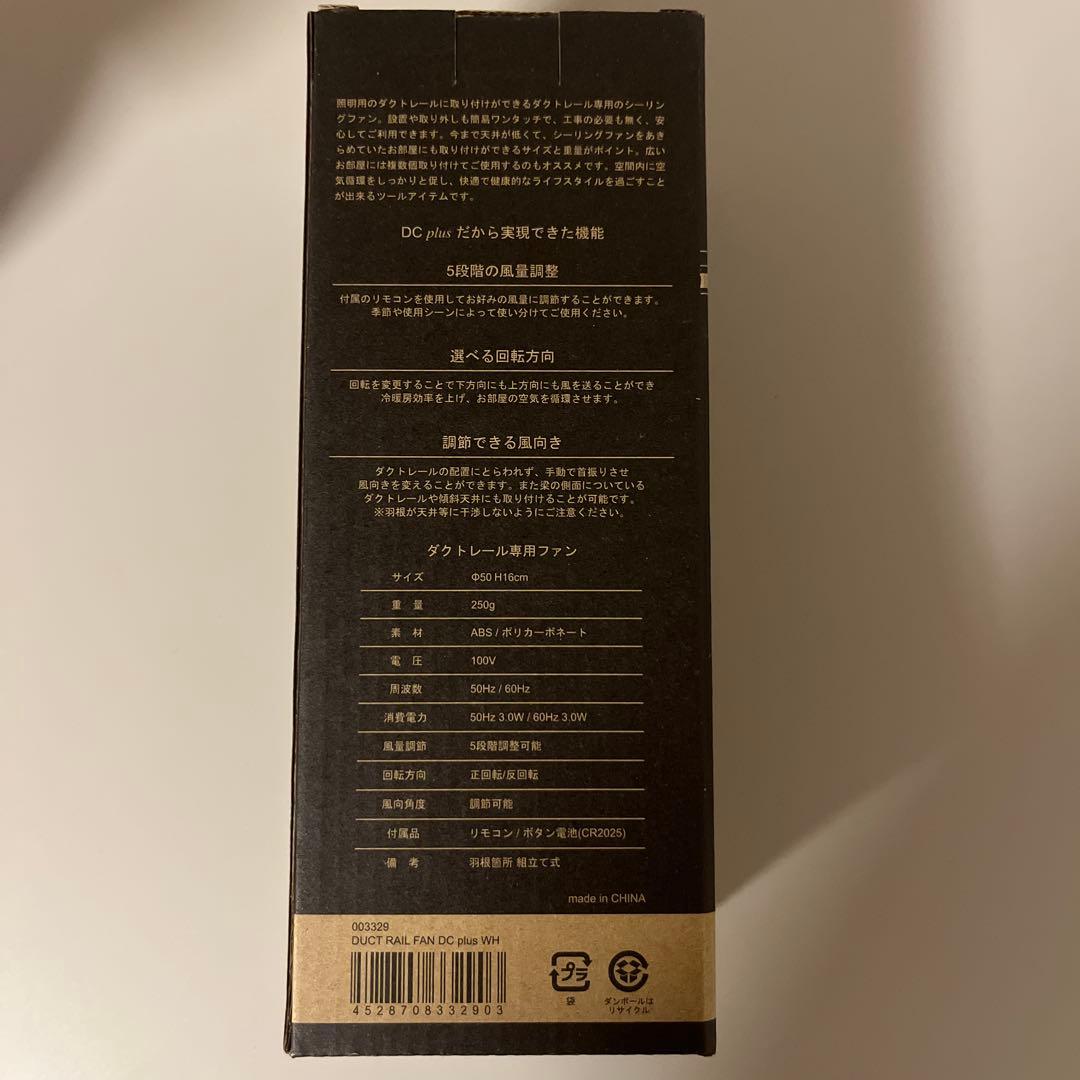 照明用のダクトレールに取り付けができるダクトレール専用のシーリン
グファン。設置や取り外しも簡易ワンタッチで、工事の必要も無く、安
心してご利用できます。今まで天井が低くて、シーリングファンをあき
らめていたお部屋にも取り付けができるサイズと重量がポイント。広い
お部屋には複数個取り付けてご使用するのもオススメです。空間内に空
気循環をしっかりと促し、快適で健康的なライフスタイルを過ごすこと
が出来るツールアイテムです。
DC plus だから実現できた機能
5段階の風量調整
付属のリモコンを使用してお好みの風量に調節することができます。
季節や使用シーンによって使い分けてご使用ください。
選べる回転方向
回転を変更することで下方向にも上方向にも風を送ることができ
冷暖房効率を上げ、お部屋の空気を循環させます。
調節できる風向き
ダクトレールの配置にとらわれず、手動で首振りさせ
風向きを変えることができます。また梁の側面についている
ダクトレールや傾斜天井にも取り付けることが可能です。
※羽根が天井等に干渉しないようにご注意ください。
ダクトレール専用ファン
サイズ Φ50 H16cm
重 量 250g
素 材 ABS / ポリカーボネート
電 圧 100V
周波数 50Hz / 60Hz
消費電力 50Hz 3.0W / 60Hz 3.0W
風量調節 5段階調整可能
回転方向 正回転/反回転
風向角度 調節可能
付属品 リモコン / ボタン電池(CR2025)
備 考 羽根箇所 組立て式
made in CHINA
003329
DUCT RAIL FAN DC plus WH
4528708332903
プラ
袋
ダンボールは
リサイクル